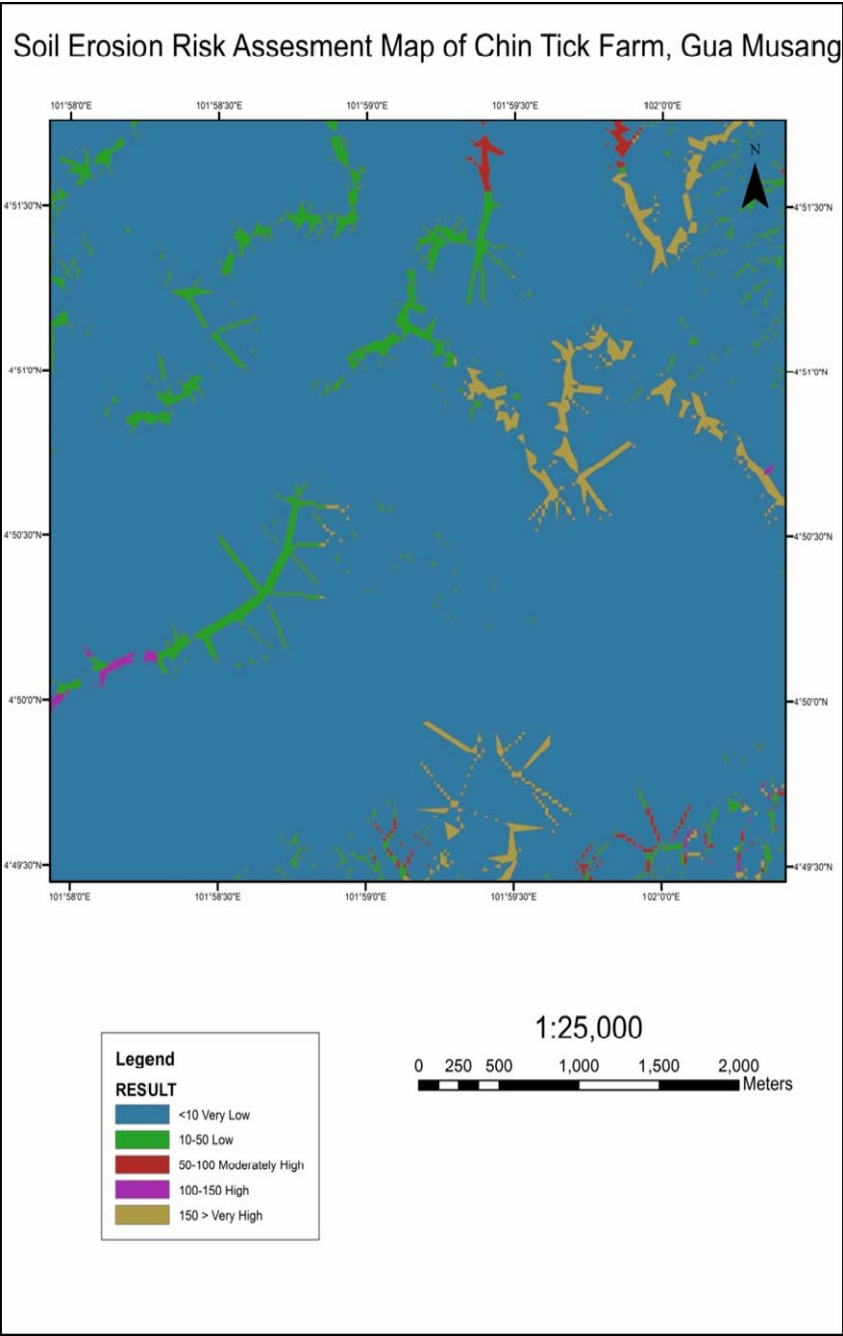 Soil Erosion Risk Assesment Map of Chin Tick Farm, Gua Musang
101°58'0"E 101°58'30"E 101°59'0"E 101°59'30"E 102°0'0"E
N
4°51'30"N 4°51'30"N
4°51'0"N 4°51'0"N
4°50'30"N 4°50'30"N
4°50'0"N 4°50'0"N
4°49'30"N 4°49'30"N
101°58'0"E 101°58'30"E 101°59'0"E 101°59'30"E 102°0'0"E
1:25,000
0 250 500 1,000 1,500 2,000
Meters
Legend
RESULT
<10 Very Low
10-50 Low
50-100 Moderately High
100-150 High
150 > Very High